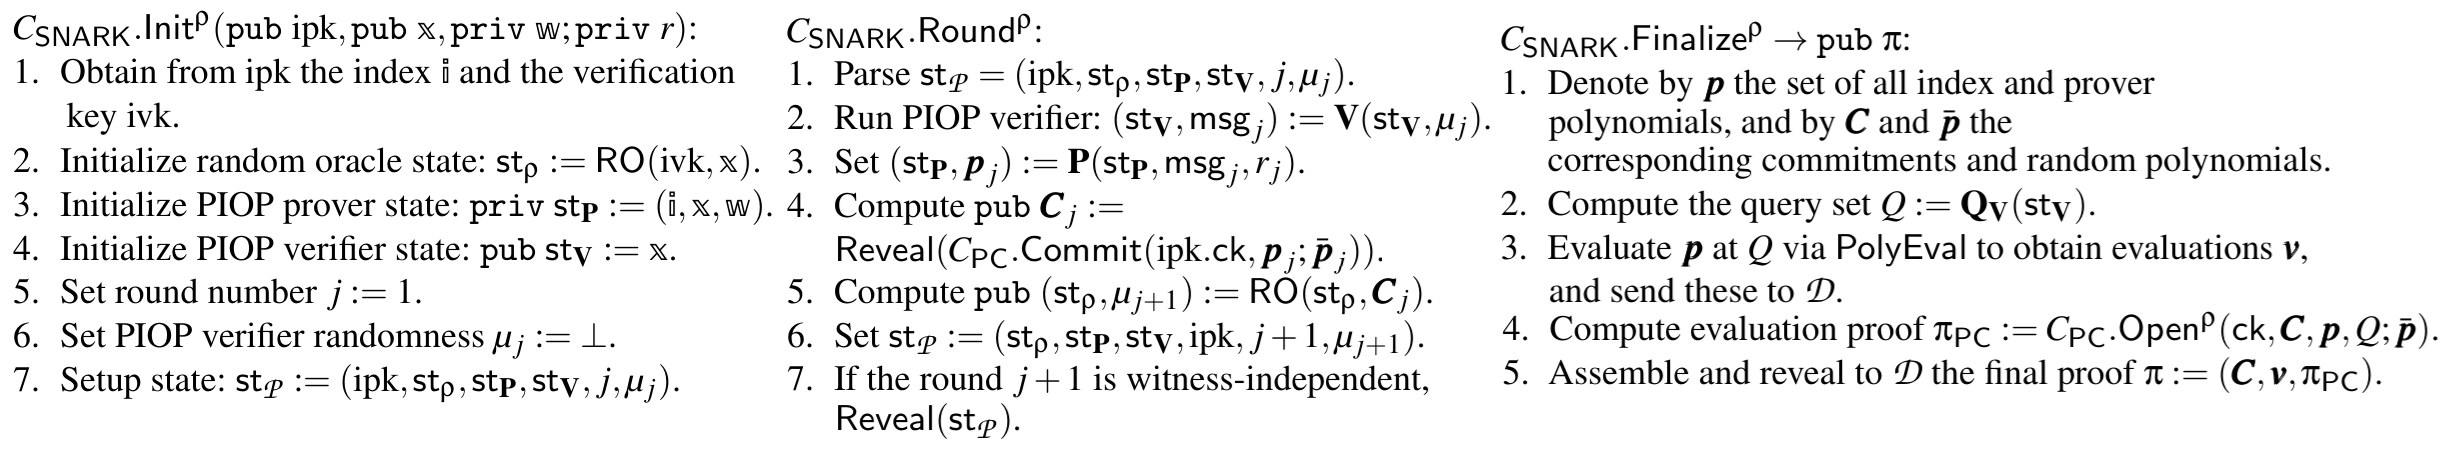 C_SNARK.Init^ρ(pub ipk, pub 𝕩, priv 𝕨; priv r):
1. Obtain from ipk the index 𝕚 and the verification
key ivk.
2. Initialize random oracle state: st_ρ := RO(ivk, 𝕩).
3. Initialize PIOP prover state: priv st_𝐏 := (𝕚, 𝕩, 𝕨).
4. Initialize PIOP verifier state: pub st_𝐕 := 𝕩.
5. Set round number j := 1.
6. Set PIOP verifier randomness μ_j := ⊥.
7. Setup state: st_𝒫 := (ipk, st_ρ, st_𝐏, st_𝐕, j, μ_j).
C_SNARK.Round^ρ:
1. Parse st_𝒫 = (ipk, st_ρ, st_𝐏, st_𝐕, j, μ_j).
2. Run PIOP verifier: (st_𝐕, msg_j) := 𝐕(st_𝐕, μ_j).
3. Set (st_𝐏, 𝒑_j) := 𝐏(st_𝐏, msg_j, r_j).
4. Compute pub 𝑪_j :=
Reveal(C_PC.Commit(ipk.ck, 𝒑_j; 𝒑̄_j)).
5. Compute pub (st_ρ, μ_{j+1}) := RO(st_ρ, 𝑪_j).
6. Set st_𝒫 := (st_ρ, st_𝐏, st_𝐕, ipk, j + 1, μ_{j+1}).
7. If the round j + 1 is witness-independent,
Reveal(st_𝒫).
C_SNARK.Finalize^ρ → pub π:
1. Denote by 𝒑 the set of all index and prover
polynomials, and by 𝑪 and 𝒑̄ the
corresponding commitments and random polynomials.
2. Compute the query set Q := 𝐐_𝐕(st_𝐕).
3. Evaluate 𝒑 at Q via PolyEval to obtain evaluations 𝒗,
and send these to 𝒟.
4. Compute evaluation proof π_PC := C_PC.Open^ρ(ck, 𝑪, 𝒑, Q; 𝒑̄).
5. Assemble and reveal to 𝒟 the final proof π := (𝑪, 𝒗, π_PC).